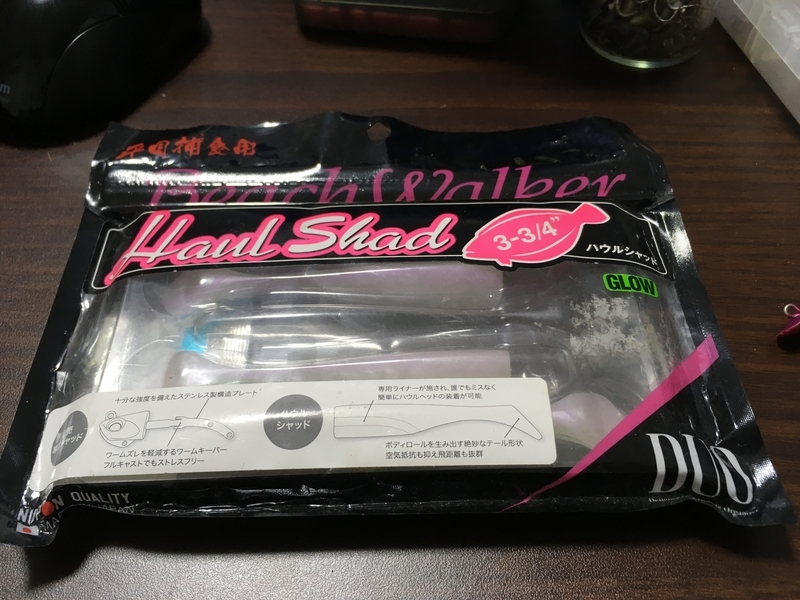 平目捕食用
Beach Walker
Haul Shad
3-3/4"
ハウルシャッド
GLOW
十分な強度を備えたステンレス製構造プレート
ワームズレを軽減するワームキーパー
フルキャストでもストレスフリー
ハウル
シャッド
専用ライナーが施され、誰でもミスなく
簡単にハウルヘッドの装着が可能
ボディロールを生み出す絶妙なテール形状
空気抵抗も抑え飛距離も抜群
DUO
QUALITY